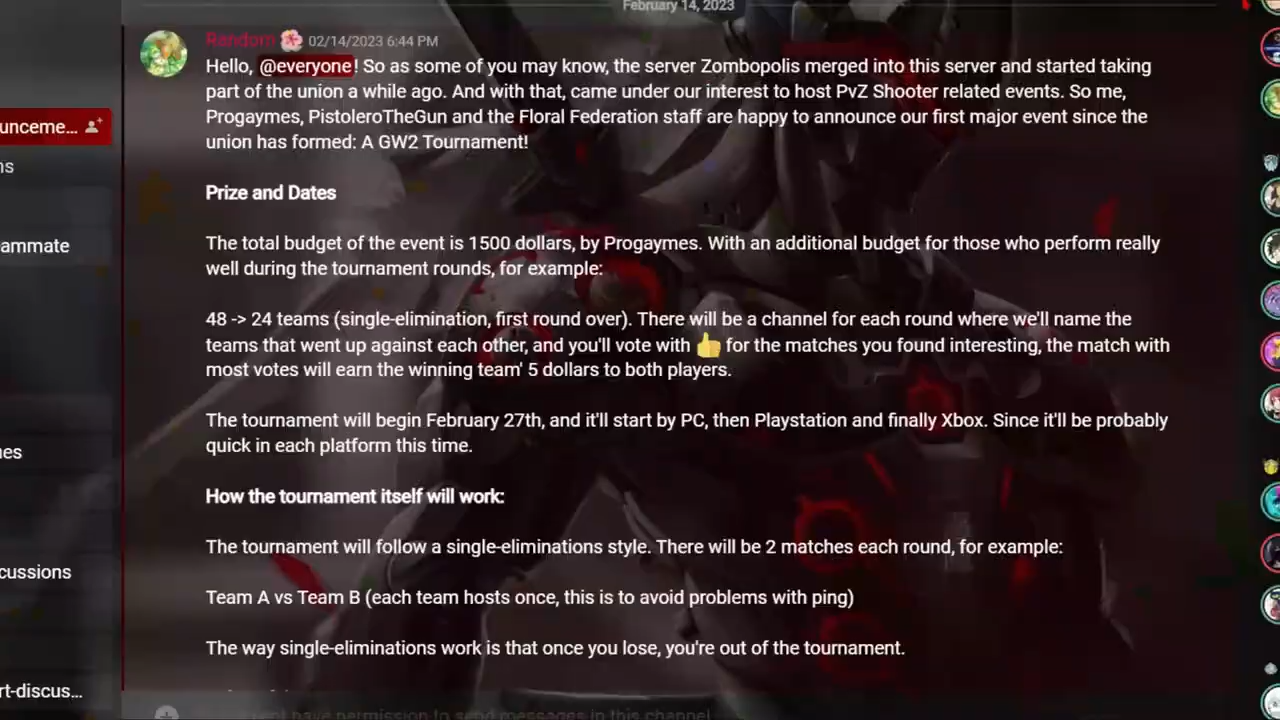 February 14, 2023
Random 02/14/2023 6:44 PM
Hello, @everyone! So as some of you may know, the server Zombopolis merged into this server and started taking
part of the union a while ago. And with that, came under our interest to host PvZ Shooter related events. So me,
Progaymes, PistoleroTheGun and the Floral Federation staff are happy to announce our first major event since the
union has formed: A GW2 Tournament!
Prize and Dates
The total budget of the event is 1500 dollars, by Progaymes. With an additional budget for those who perform really
well during the tournament rounds, for example:
48 -> 24 teams (single-elimination, first round over). There will be a channel for each round where we'll name the
teams that went up against each other, and you'll vote with 👍 for the matches you found interesting, the match with
most votes will earn the winning team' 5 dollars to both players.
The tournament will begin February 27th, and it'll start by PC, then Playstation and finally Xbox. Since it'll be probably
quick in each platform this time.
How the tournament itself will work:
The tournament will follow a single-eliminations style. There will be 2 matches each round, for example:
Team A vs Team B (each team hosts once, this is to avoid problems with ping)
The way single-eliminations work is that once you lose, you're out of the tournament.
unceme...
ns
eammate
nes
cussions
rt-discus...
have permission to send messages in this channel